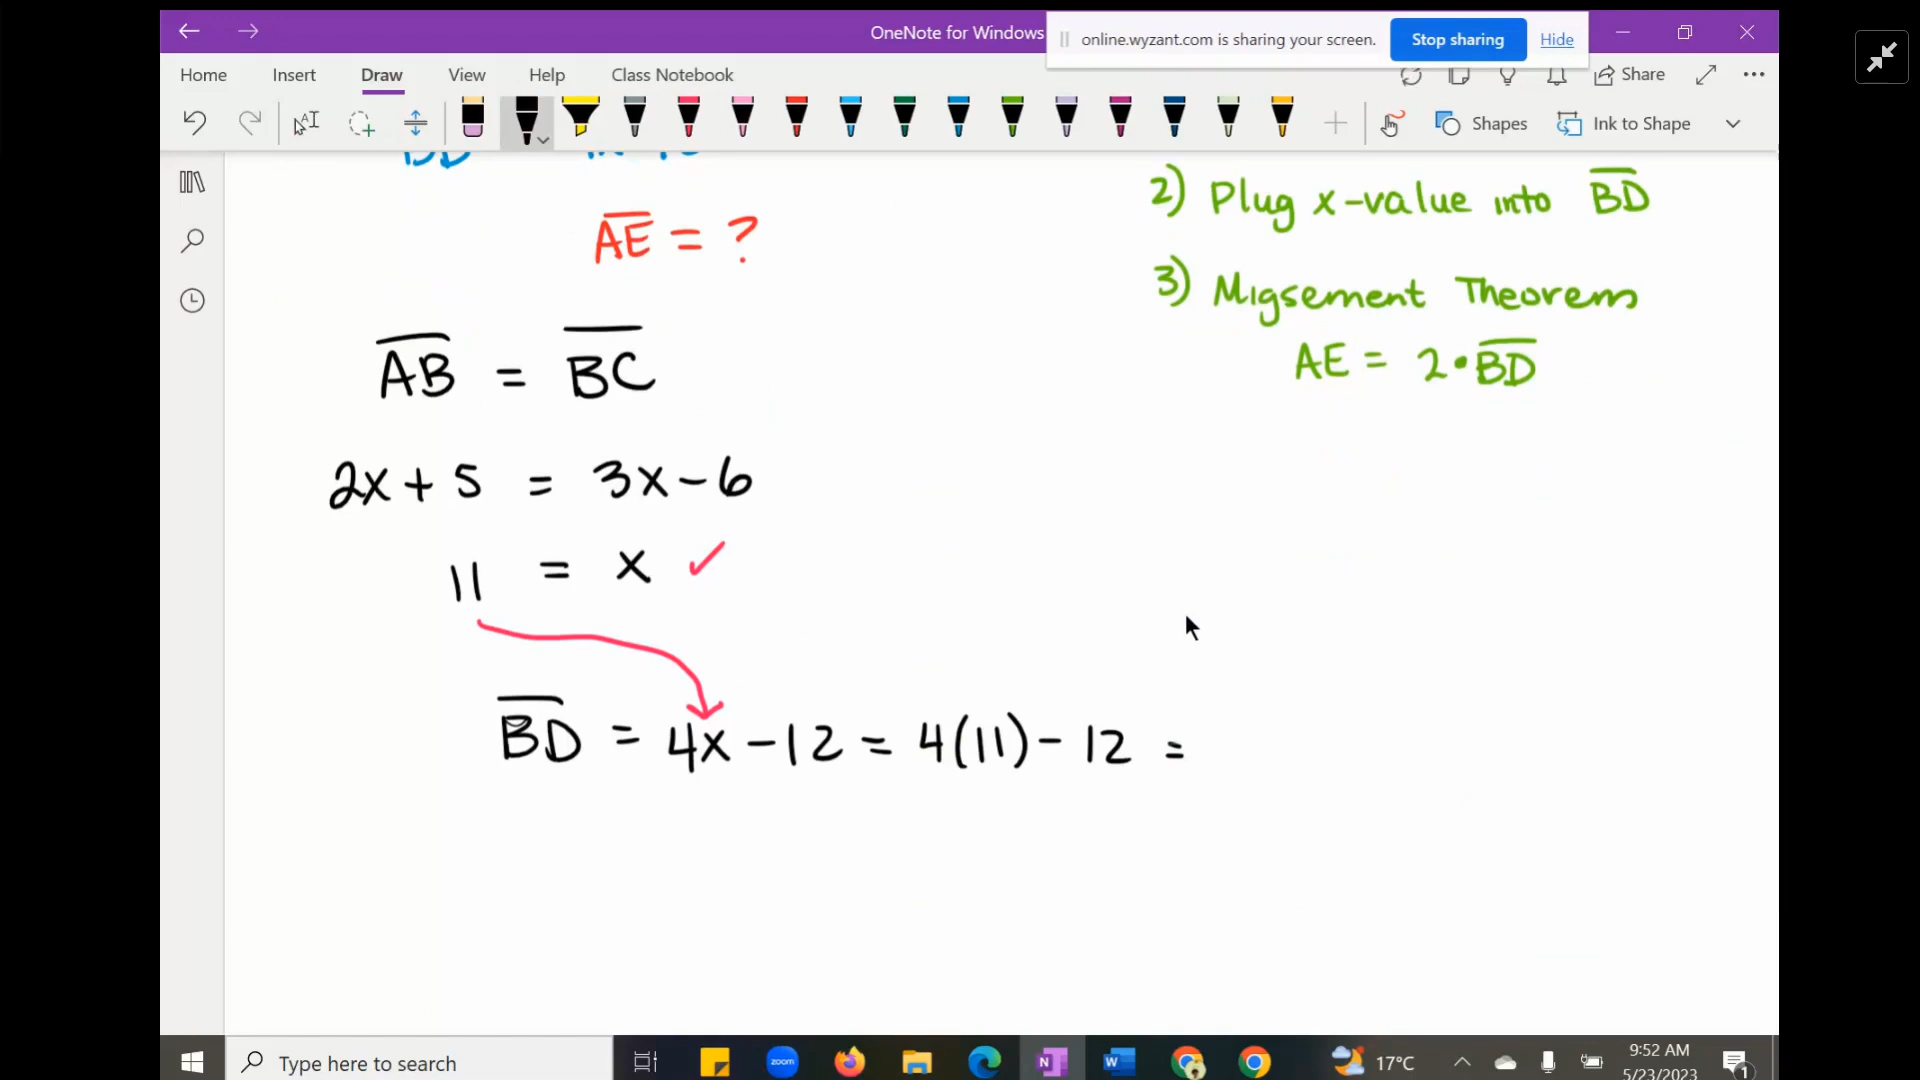 OneNote for Windows
online.wyzant.com is sharing your screen.
Stop sharing
Hide
Home
Insert
Draw
View
Help
Class Notebook
Share
Shapes
Ink to Shape
AE = ?
AB = BC
2x + 5 = 3x - 6
11 = x ✓
BD = 4x - 12 = 4(11) - 12 =
2) Plug x-value into BD
3) Migsement Theorem
AE = 2 • BD
Type here to search
zoom
17°C
9:52 AM
5/23/2023
1